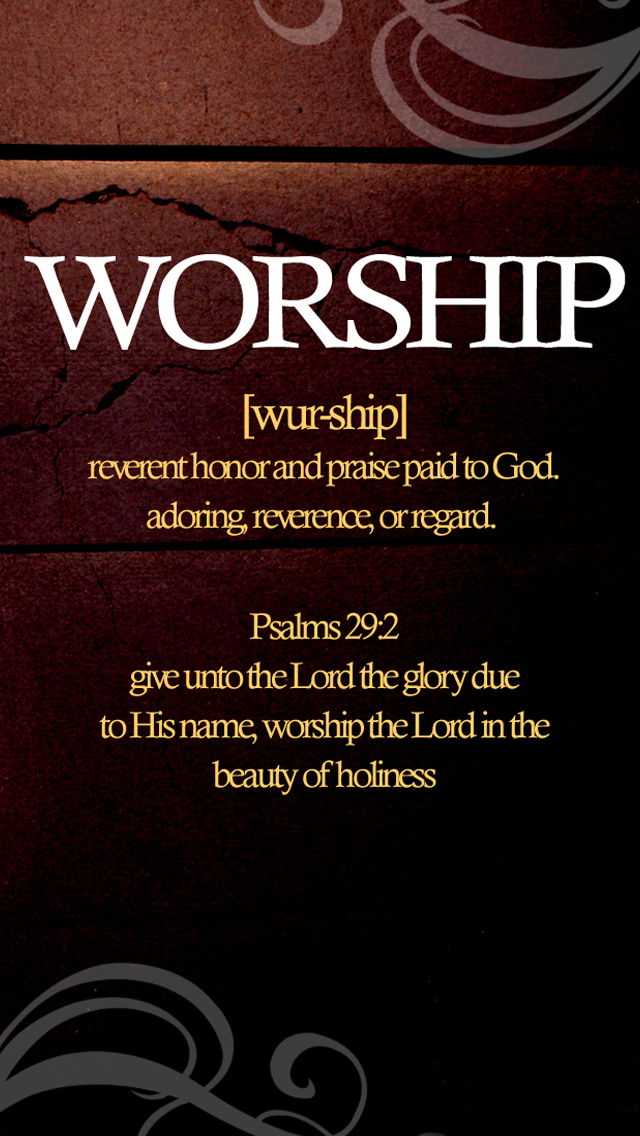 WORSHIP
[wur-ship]
reverent honor and praise paid to God.
adoring, reverence, or regard.
Psalms 29:2
give unto the Lord the glory due
to His name, worship the Lord in the
beauty of holiness